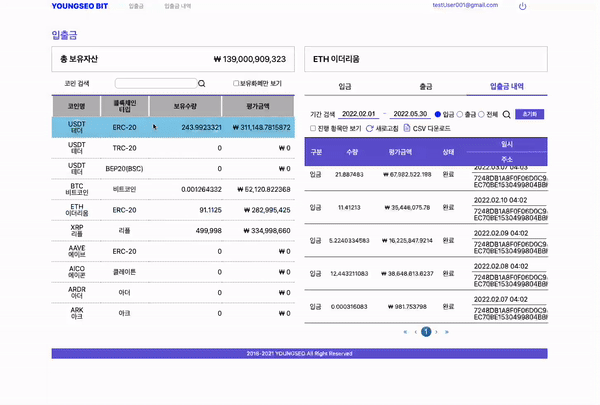 YOUNGSEO BIT 입출금 입출금 내역 testUser001@gmail.com
입출금
총 보유자산 ₩ 139,000,909,323
코인 검색 보유화폐만 보기
코인명 블록체인 타입 보유수량 평가금액
USDT 테더 ERC-20 243.9923321 ₩ 311,148.7815872
USDT 테더 TRC-20 0 ₩ 0
USDT 테더 BEP20(BSC) 0 ₩ 0
BTC 비트코인 비트코인 0.001264332 ₩ 52,120.822368
ETH 이더리움 ERC-20 91.1125 ₩ 282,995,425
XRP 리플 리플 499,998 ₩ 334,998,660
AAVE 에이브 ERC-20 0 ₩ 0
AICO 에이콘 클레이튼 0 ₩ 0
ARDR 아더 아더 0 ₩ 0
ARK 아크 아크 0 ₩ 0
ETH 이더리움
입금 출금 입출금 내역
기간 검색 2022.02.01 ~ 2022.05.30 입금 출금 전체 초기화
진행 항목만 보기 새로고침 CSV 다운로드
구분 수량 평가금액 상태 일시
주소
입금 21.887483 ₩ 67,982,522.198 완료 2022.03.07 04:03
7248DB1A8F0F06D0C9
EC70BE1530499804BB
입금 11.41213 ₩ 35,446,075.78 완료 2022.02.10 04:02
7248DB1A8F0F06D0C9
EC70BE1530499804BB
입금 5.2240334583 ₩ 16,225,847.9214 완료 2022.02.09 04:02
7248DB1A8F0F06D0C9
EC70BE1530499804BB
입금 12.443211083 ₩ 38,648,613.6237 완료 2022.02.08 04:02
7248DB1A8F0F06D0C9
EC70BE1530499804BB
입금 0.000316083 ₩ 981.753798 완료 2022.02.07 04:02
7248DB1A8F0F06D0C9
EC70BE1530499804BB
« ‹ 1 › »
2018-2021 YOUNGSEO All Right Reserved